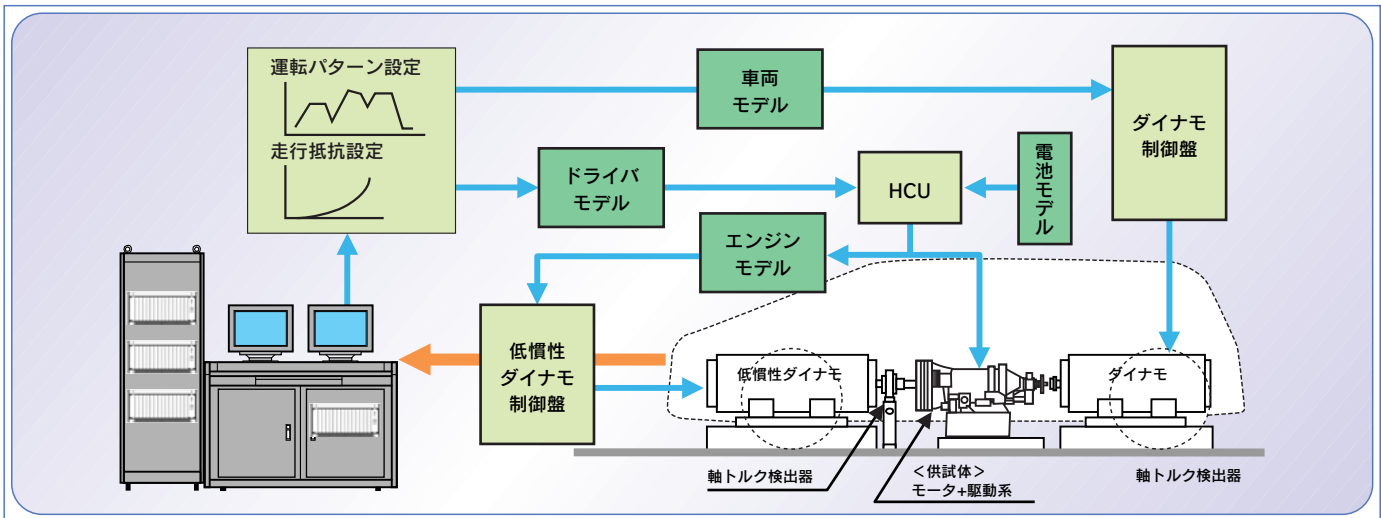 運転パターン設定
走行抵抗設定
車両
モデル
ダイナモ
制御盤
ドライバ
モデル
HCU
電池モデル
エンジン
モデル
低慣性
ダイナモ
制御盤
低慣性ダイナモ
ダイナモ
軸トルク検出器
<供試体>
モータ+駆動系
軸トルク検出器